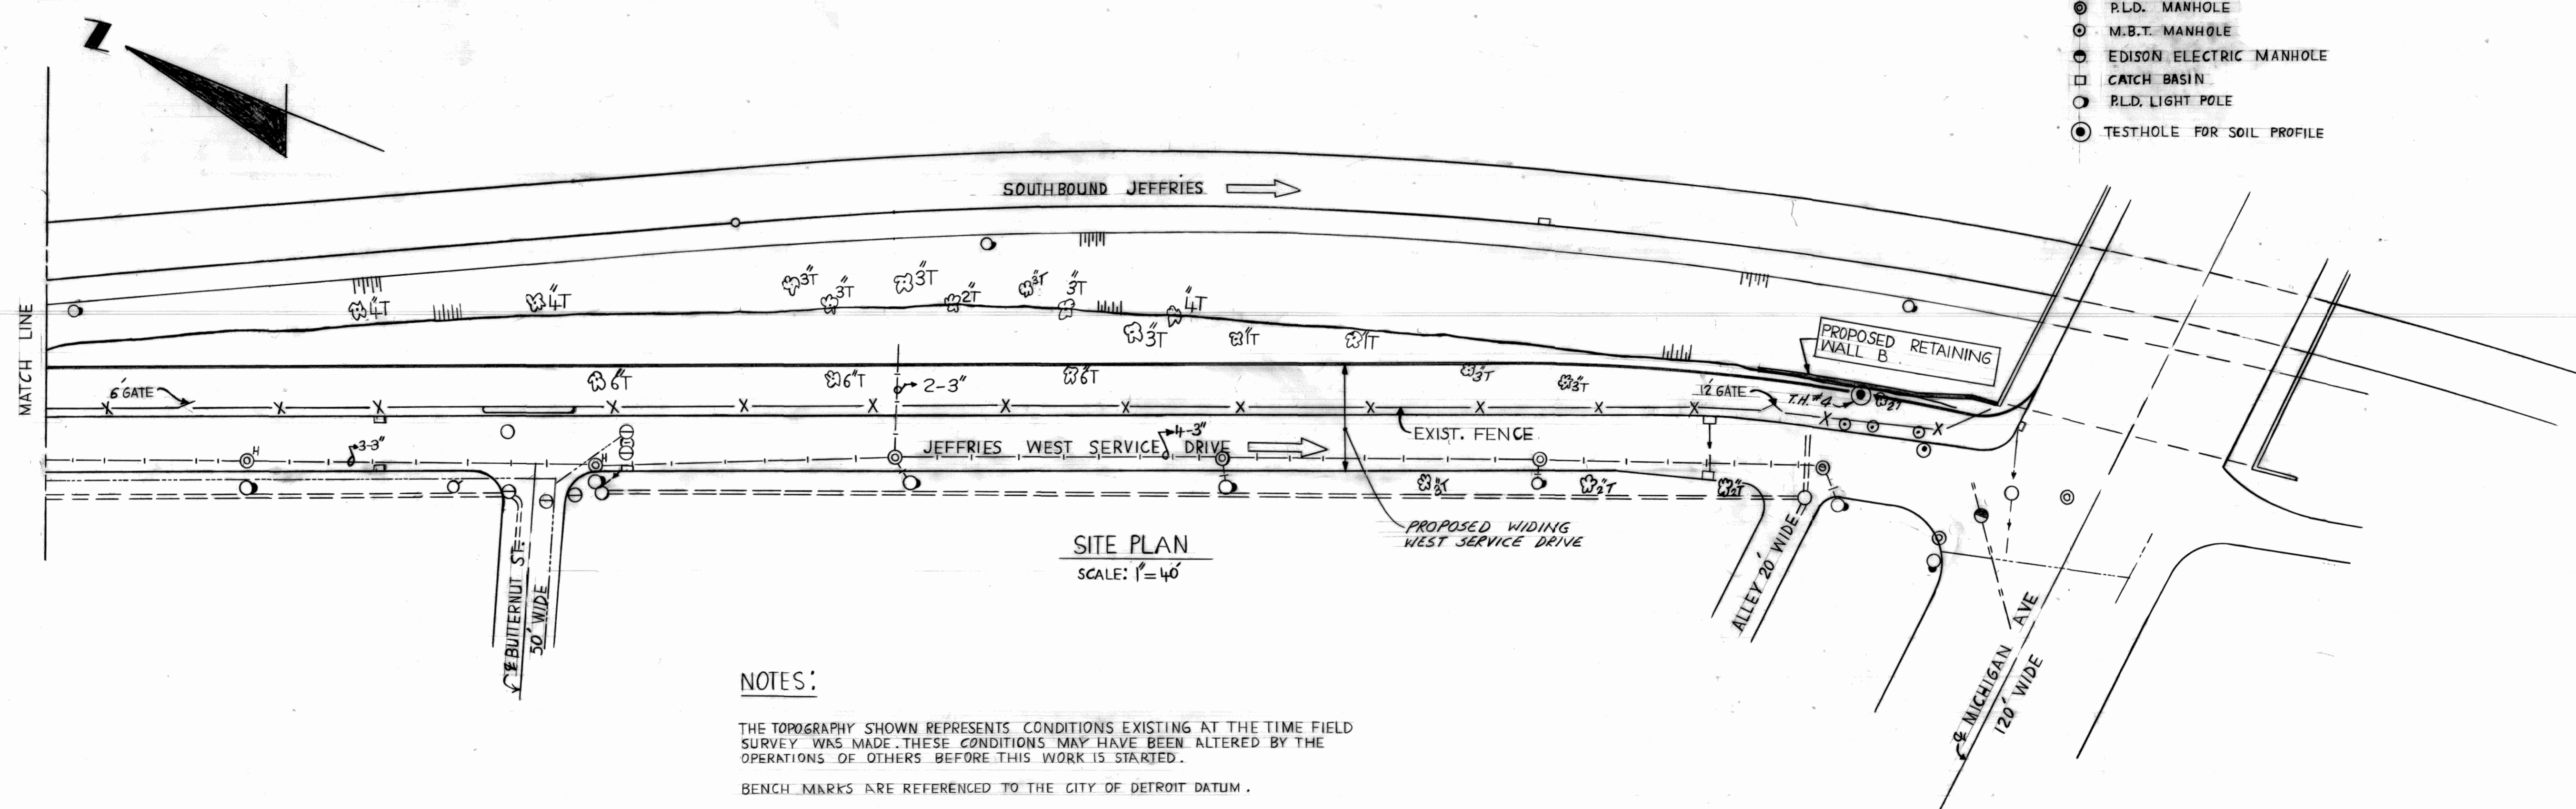 P.L.D. MANHOLE
M.B.T. MANHOLE
EDISON ELECTRIC MANHOLE
CATCH BASIN
P.L.D. LIGHT POLE
TESTHOLE FOR SOIL PROFILE
Z
SOUTHBOUND JEFFRIES
MATCH LINE
4"T
4"T
3"T
3"T
3"T
2"T
3"T
3"T
4"T
3"T
1"T
1"T
PROPOSED RETAINING
WALL B
6' GATE
6"T
6"T
2-3"
6"T
3"T
3"T
12' GATE
T.H.#4
2T
X X X X X X X X X X X X X X X X
EXIST. FENCE
3-3"
H
H
JEFFRIES WEST SERVICE DRIVE
4-3"
3"T
2"T
2"T
PROPOSED WIDING
WEST SERVICE DRIVE
SITE PLAN
SCALE: 1"=40'
℄ BUTTERNUT ST.
50' WIDE
ALLEY 20' WIDE
℄ MICHIGAN AVE
120' WIDE
NOTES:
THE TOPOGRAPHY SHOWN REPRESENTS CONDITIONS EXISTING AT THE TIME FIELD
SURVEY WAS MADE. THESE CONDITIONS MAY HAVE BEEN ALTERED BY THE
OPERATIONS OF OTHERS BEFORE THIS WORK IS STARTED.
BENCH MARKS ARE REFERENCED TO THE CITY OF DETROIT DATUM.